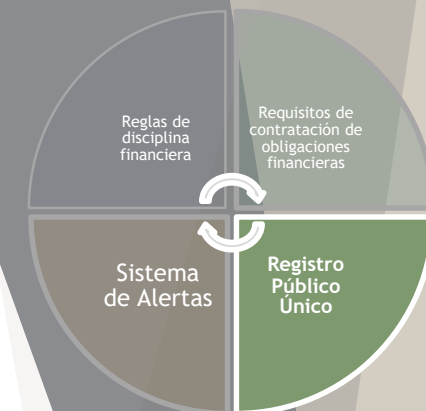 Reglas de
disciplina
financiera
Requisitos de
contratación de
obligaciones
financieras
Sistema
de Alertas
Registro
Público
Único